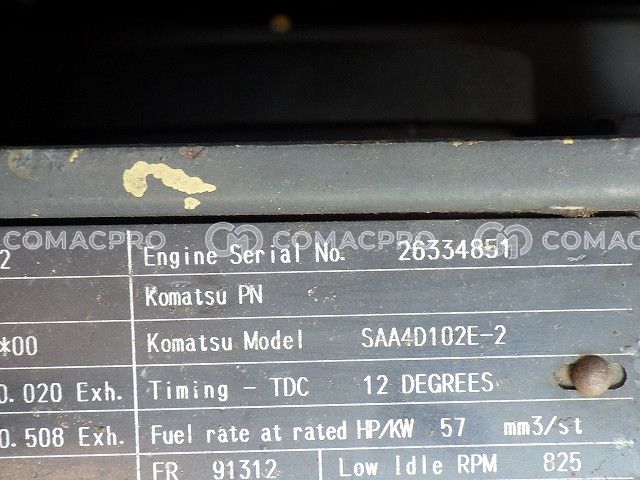 COMACPRO COMACPRO COMAC
2 Engine Serial No. 26334851
Komatsu PN
*00 Komatsu Model SAA4D102E-2
0.020 Exh. Timing - TDC 12 DEGREES
0.508 Exh. Fuel rate at rated HP/KW 57 mm3/st
FR 91312 Low Idle RPM 825